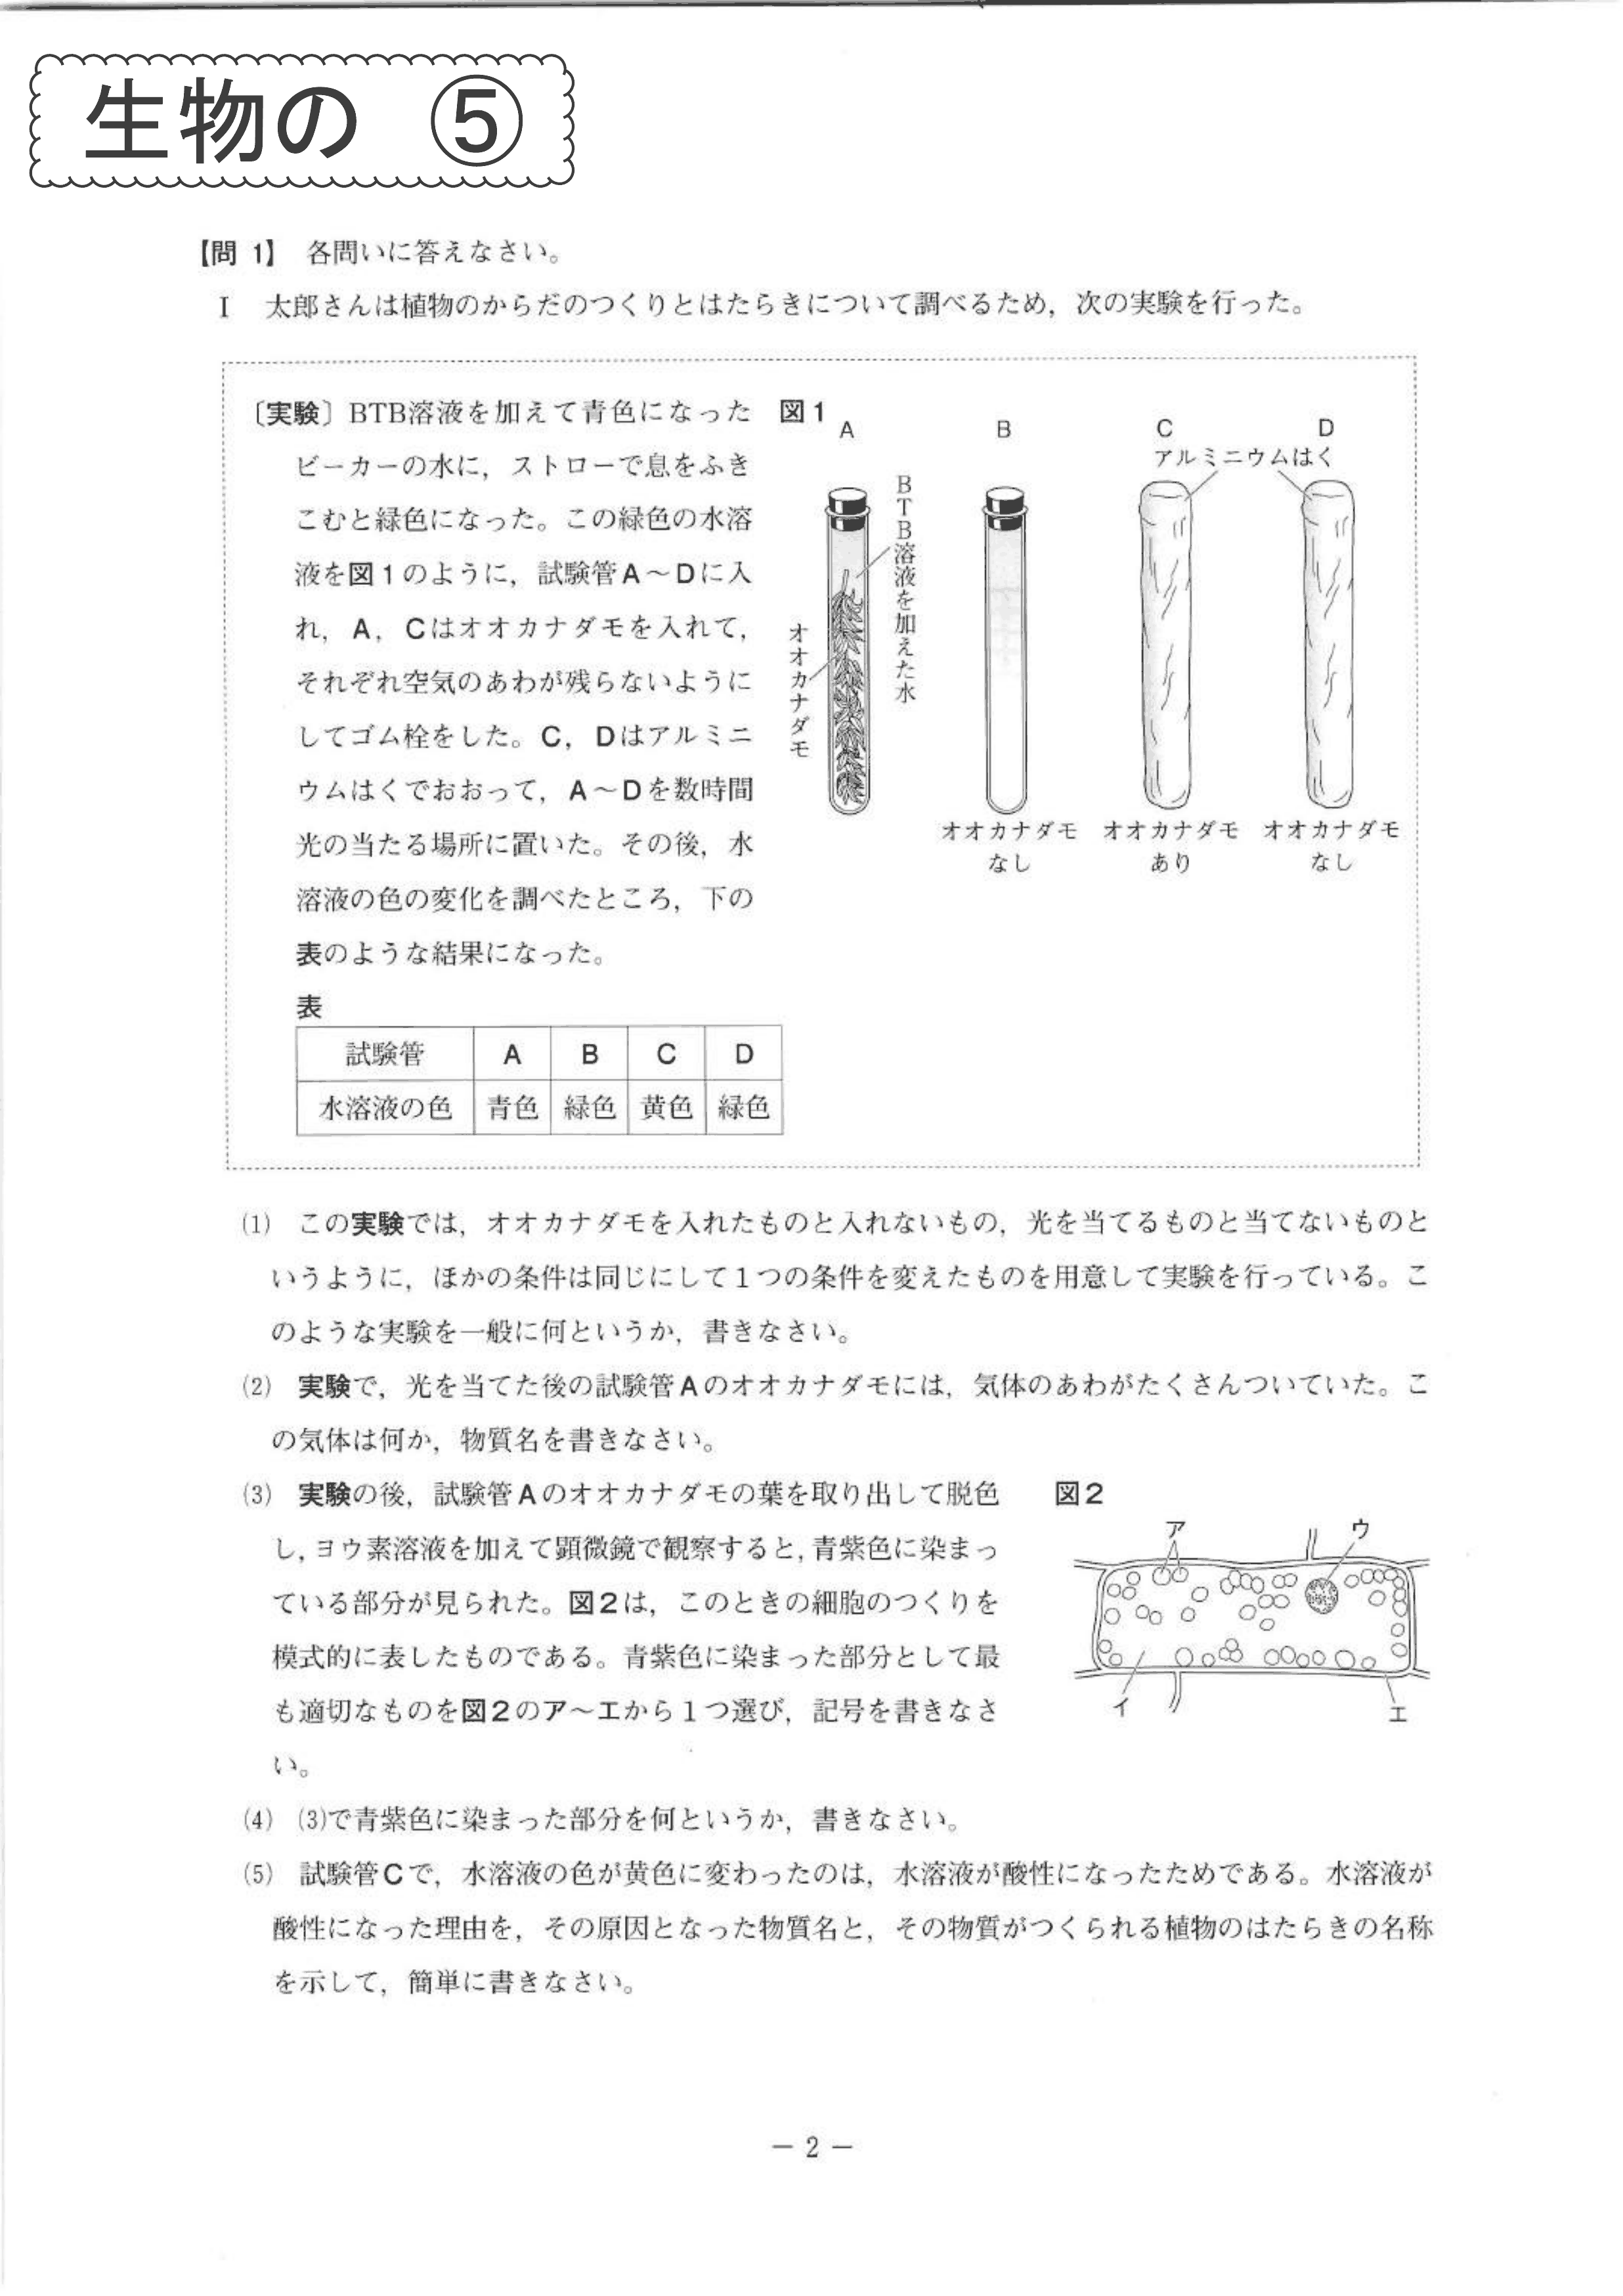 生物の ⑤
【問 1】 各問いに答えなさい。
Ⅰ 太郎さんは植物のからだのつくりとはたらきについて調べるため，次の実験を行った。
〔実験〕BTB溶液を加えて青色になった
ビーカーの水に，ストローで息をふき
こむと緑色になった。この緑色の水溶
液を図1のように，試験管A～Dに入
れ，A，Cはオオカナダモを入れて，
それぞれ空気のあわが残らないように
してゴム栓をした。C，Dはアルミニ
ウムはくでおおって，A～Dを数時間
光の当たる場所に置いた。その後，水
溶液の色の変化を調べたところ，下の
表のような結果になった。
図1
A B C D
アルミニウムはく
BTB溶液を加えた水
オオカナダモ
オオカナダモ オオカナダモ オオカナダモ
なし あり なし
表
試験管 A B C D
水溶液の色 青色 緑色 黄色 緑色
(1) この実験では，オオカナダモを入れたものと入れないもの，光を当てるものと当てないものと
いうように，ほかの条件は同じにして1つの条件を変えたものを用意して実験を行っている。こ
のような実験を一般に何というか，書きなさい。
(2) 実験で，光を当てた後の試験管Aのオオカナダモには，気体のあわがたくさんついていた。こ
の気体は何か，物質名を書きなさい。
(3) 実験の後，試験管Aのオオカナダモの葉を取り出して脱色
し，ヨウ素溶液を加えて顕微鏡で観察すると，青紫色に染まっ
ている部分が見られた。図2は，このときの細胞のつくりを
模式的に表したものである。青紫色に染まった部分として最
も適切なものを図2のア～エから1つ選び，記号を書きなさ
い。
図2
ア ウ
イ エ
(4) (3)で青紫色に染まった部分を何というか，書きなさい。
(5) 試験管Cで，水溶液の色が黄色に変わったのは，水溶液が酸性になったためである。水溶液が
酸性になった理由を，その原因となった物質名と，その物質がつくられる植物のはたらきの名称
を示して，簡単に書きなさい。
－ 2 －